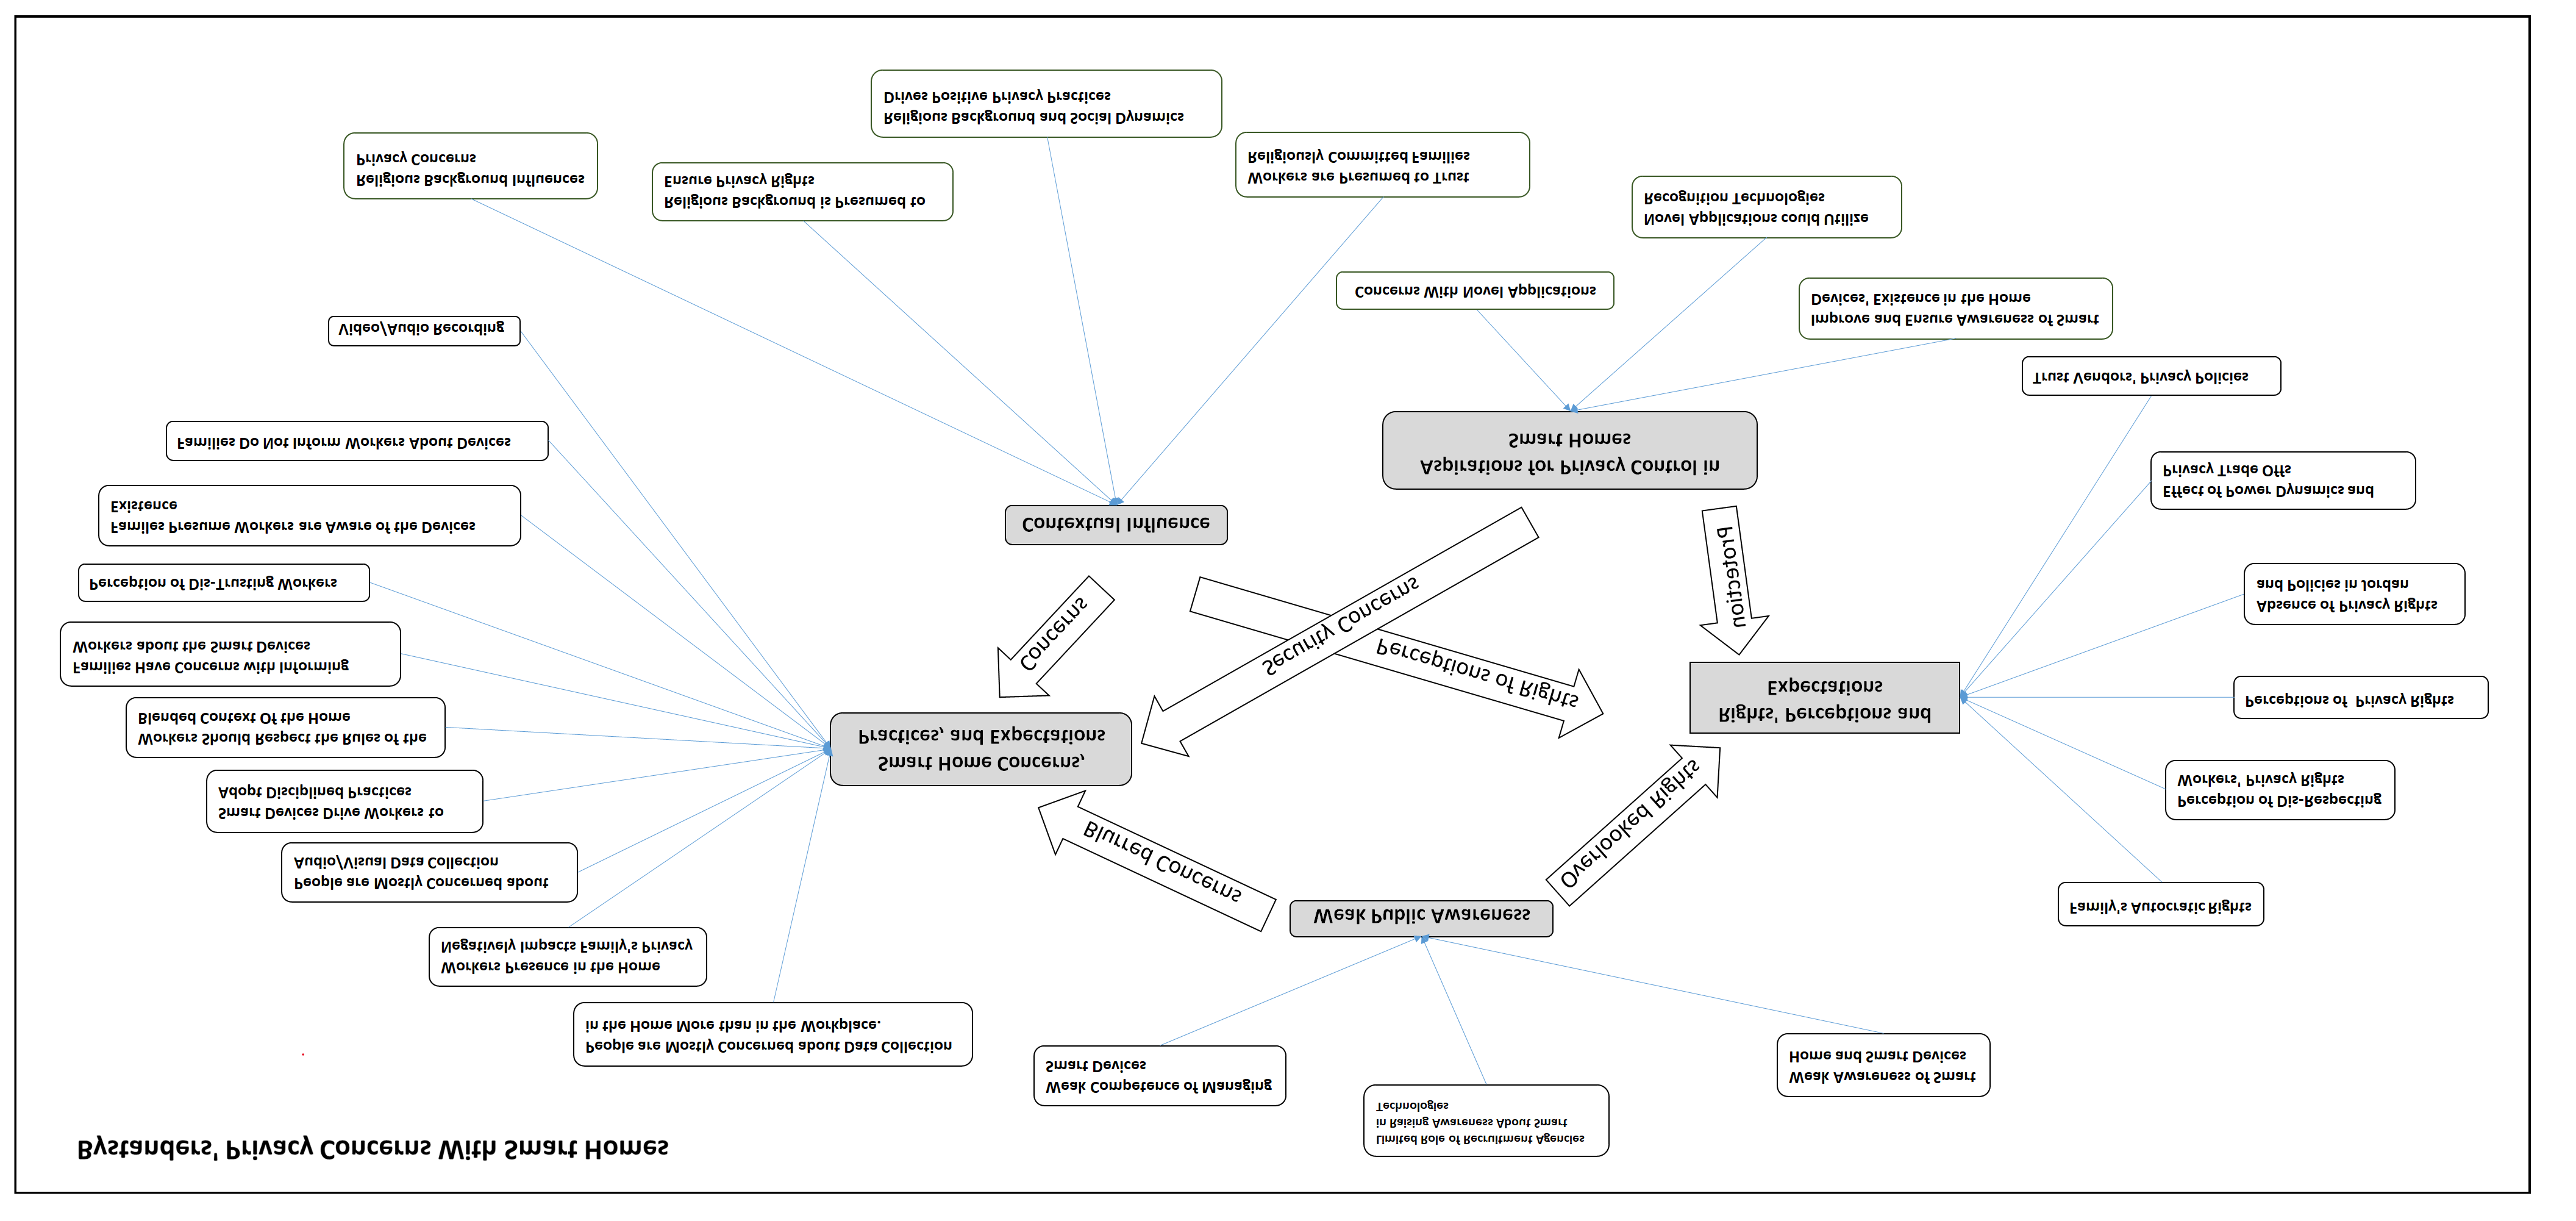 Bystanders' Privacy Concerns With Smart Homes
Limited Role of Recruitment Agencies
in Raising Awareness About Smart
Technologies
Weak Competence of Managing
Smart Devices
Weak Awareness of Smart
Home and Smart Devices
People are Mostly Concerned about Data Collection
in the Home More than in the Workplace.
Workers Presence in the Home
Negatively Impacts Family's Privacy
Weak Public Awareness
Family's Autocratic Rights
People are Mostly Concerned about
Audio/Visual Data Collection
Blurred Concerns
Overlooked Rights
Smart Devices Drive Workers to
Adopt Disciplined Practices
Perception of Dis-Respecting
Workers' Privacy Rights
Smart Home Concerns,
Practices, and Expectations
Workers Should Respect the Rules of the
Blended Context Of the Home
Rights' Perceptions and
Expectations
Perceptions of  Privacy Rights
Families Have Concerns with Informing
Workers about the Smart Devices
Concerns
Security Concerns
Perceptions of Rights
Protection
Absence of Privacy Rights
and Policies in Jordan
Perception of Dis-Trusting Workers
Familes Presume Workers are Aware of the Devices
Existence
Contextual Influence
Effect of Power Dynamics and
Privacy Trade Offs
Aspirations for Privacy Control in
Smart Homes
Families Do Not Inform Workers About Devices
Trust Vendors' Privacy Policies
Video/Audio Recording
Improve and Ensure Awareness of Smart
Devices' Existence in the Home
Concerns With Novel Applications
Novel Applications could Utilize
Recognition Technologies
Religious Background Influences
Privacy Concerns
Religious Background is Presumed to
Ensure Privacy Rights
Workers are Presumed to Trust
Religiously Committed Families
Religious Background and Social Dynamics
Drives Positive Privacy Practices